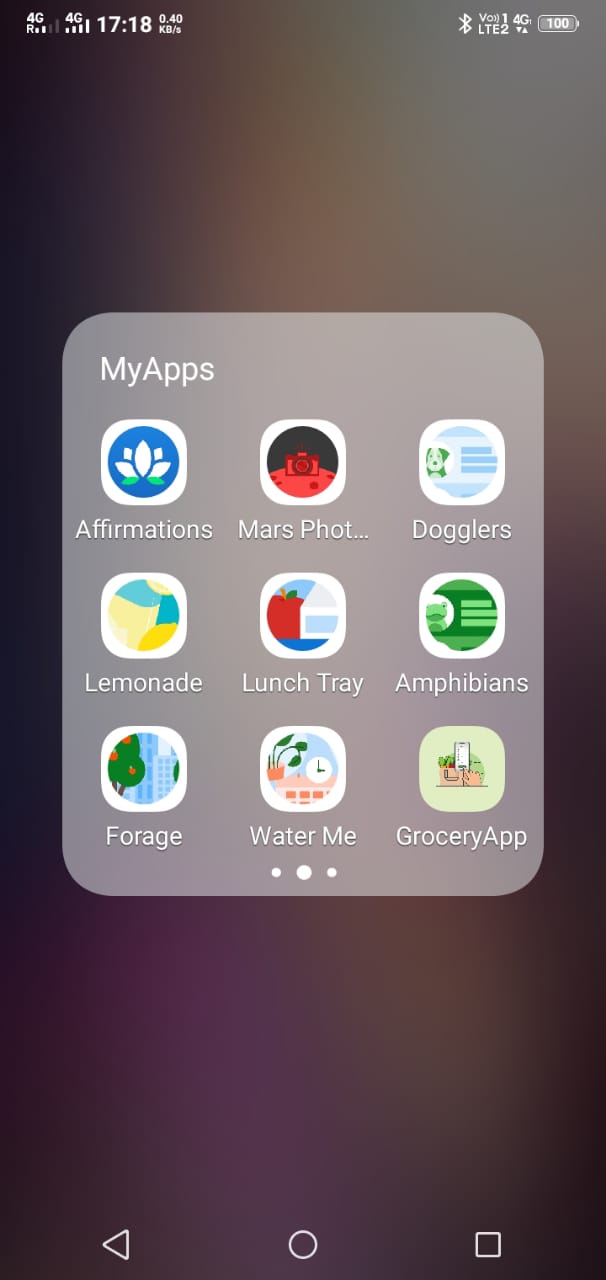 4G 4G 17:18 0.40 Vo)) 1 4G 100
R KB/s LTE2
MyApps
Affirmations Mars Phot... Dogglers
Lemonade Lunch Tray Amphibians
Forage Water Me GroceryApp